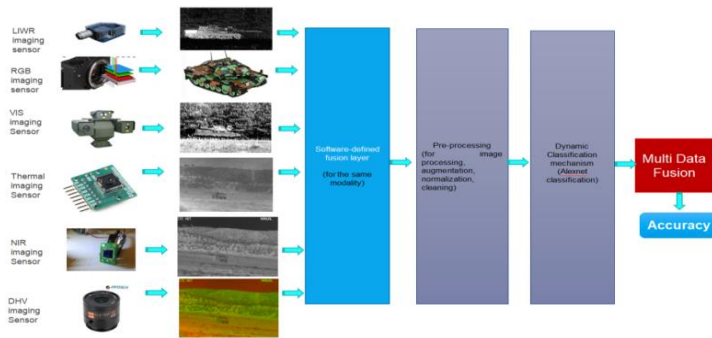 LIWR
imaging
sensor
RGB
imaging
sensor
VIS
imaging
Sensor
Thermal
imaging
Sensor
NIR
imaging
Sensor
DHV
imaging
Sensor
Software-defined
fusion layer
(for the same
modality)
Pre-processing
(for image
processing,
augmentation,
normalization,
cleaning)
Dynamic
Classification
mechanism
(Alexnet
classification)
Multi Data
Fusion
Accuracy